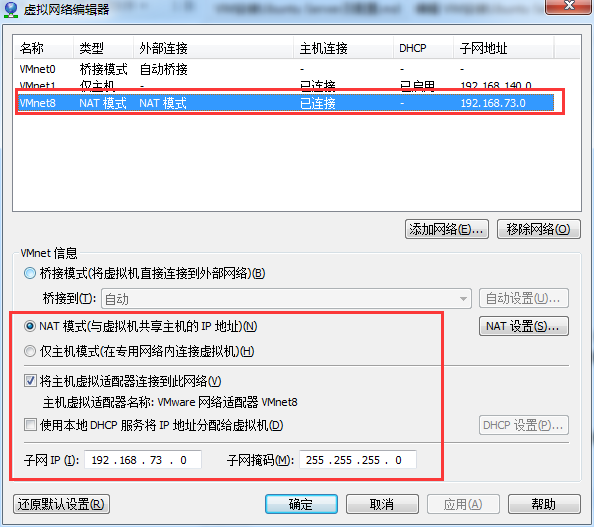 虚拟网络编辑器
名称 类型 外部连接 主机连接 DHCP 子网地址
VMnet0 桥接模式 自动桥接 - - -
VMnet1 仅主机... - 已连接 已启用 192.168.140.0
VMnet8 NAT 模式 NAT 模式 已连接 - 192.168.73.0
添加网络(E)... 移除网络(O)
VMnet 信息
桥接模式(将虚拟机直接连接到外部网络)(B)
桥接到(T): 自动 自动设置(U)...
NAT 模式(与虚拟机共享主机的 IP 地址)(N) NAT 设置(S)...
仅主机模式(在专用网络内连接虚拟机)(H)
将主机虚拟适配器连接到此网络(V)
主机虚拟适配器名称: VMware 网络适配器 VMnet8
使用本地 DHCP 服务将 IP 地址分配给虚拟机(D) DHCP 设置(P)...
子网 IP (I): 192 . 168 . 73 . 0 子网掩码(M): 255 . 255 . 255 . 0
还原默认设置(R) 确定 取消 应用(A) 帮助